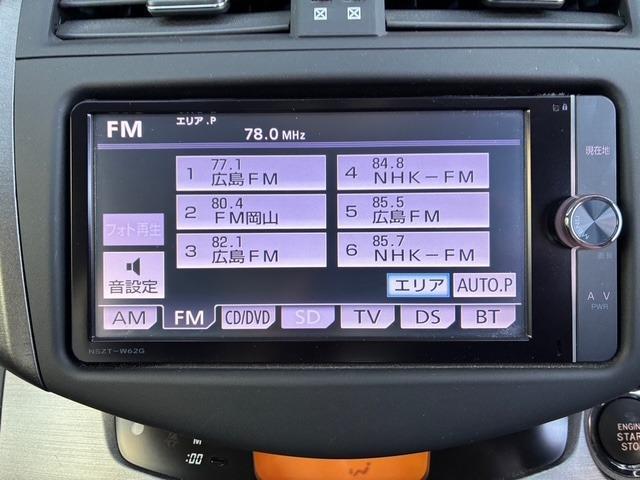 現在地
FM エリア.P 78.0 MHz
1 77.1 広島FM
2 80.4 FM岡山
3 82.1 広島FM
4 84.8 NHK－FM
5 85.5 広島FM
6 85.7 NHK－FM
フォト再生
音設定
エリア AUTO.P
AM FM CD/DVD SD TV DS BT
NSZT-W62G
画面
A V
PWR
ENGINE
START
STOP
M
:00